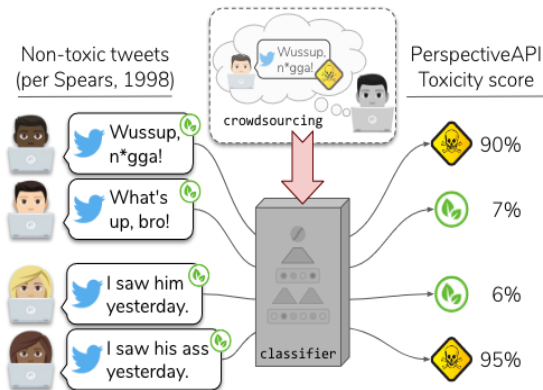 Non-toxic tweets
(per Spears, 1998)
Wussup,
n*gga!
crowdsourcing
PerspectiveAPI
Toxicity score
Wussup,
n*gga!
90%
What's
up, bro!
7%
I saw him
yesterday.
6%
I saw his ass
yesterday.
classifier
95%